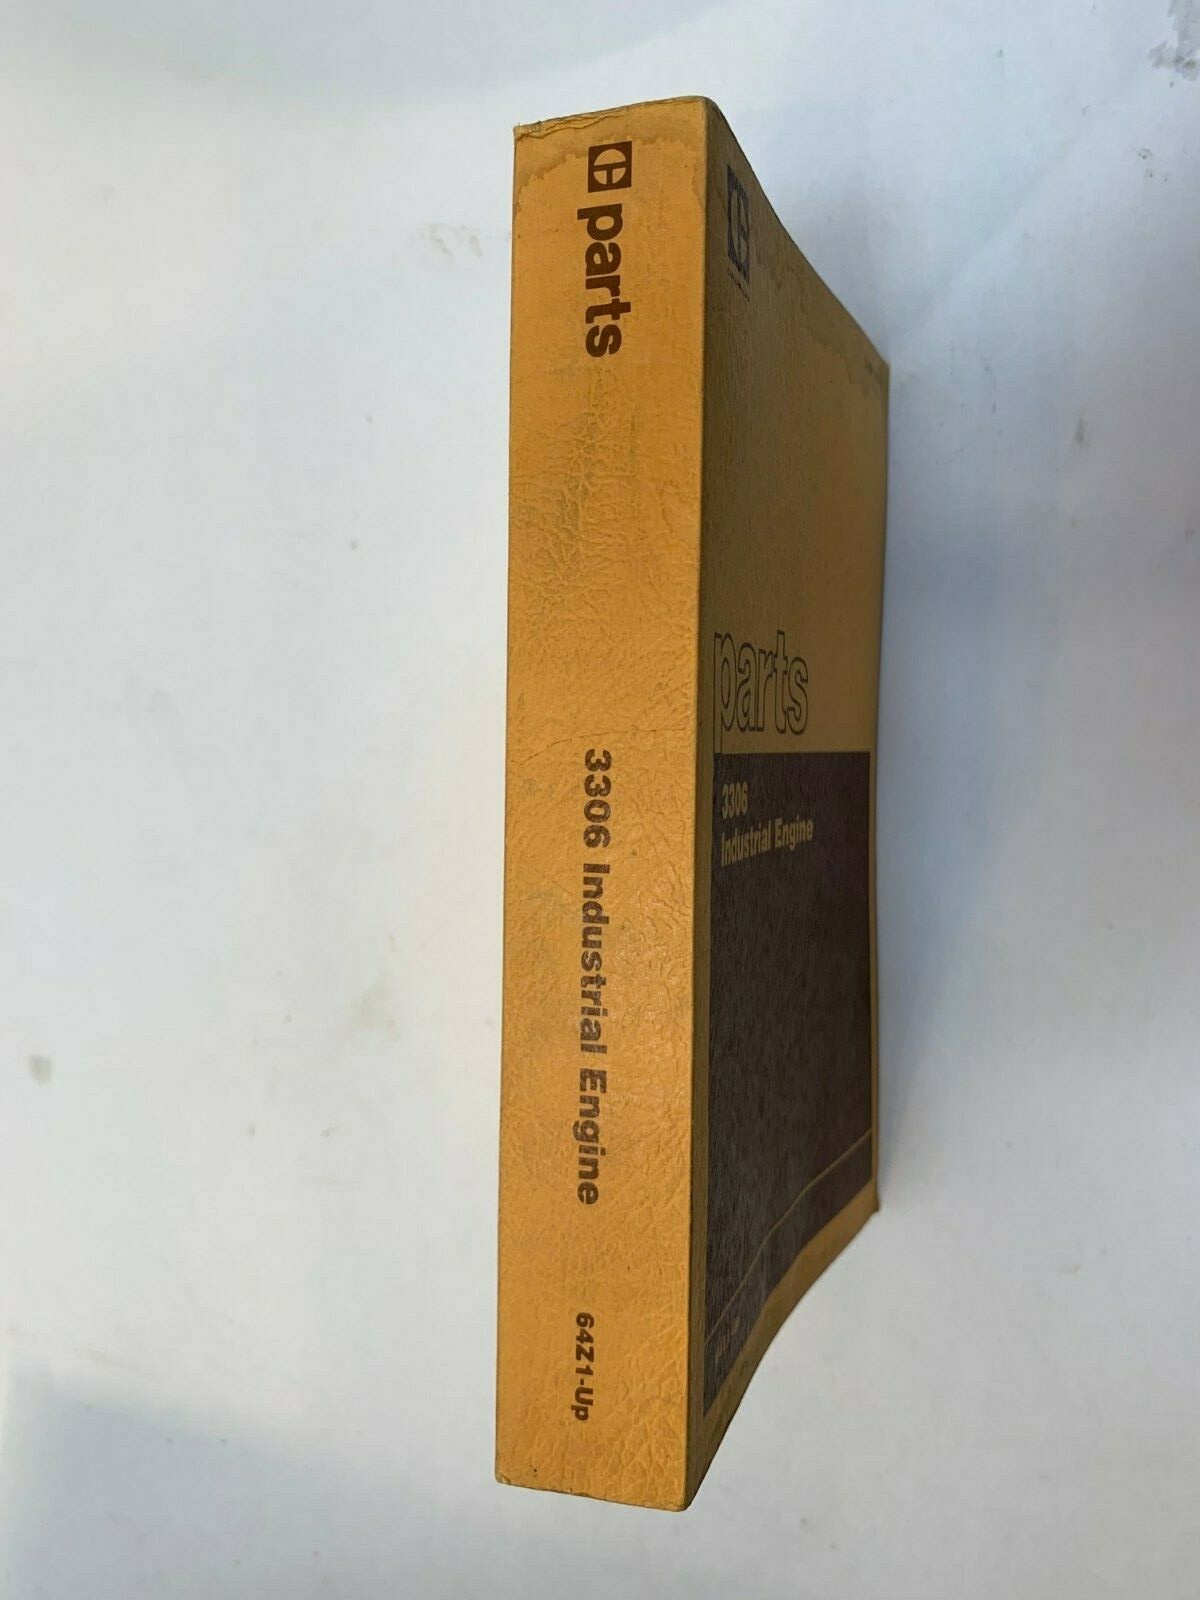 parts
3306 Industrial Engine
64Z1-Up
parts
3306
Industrial Engine